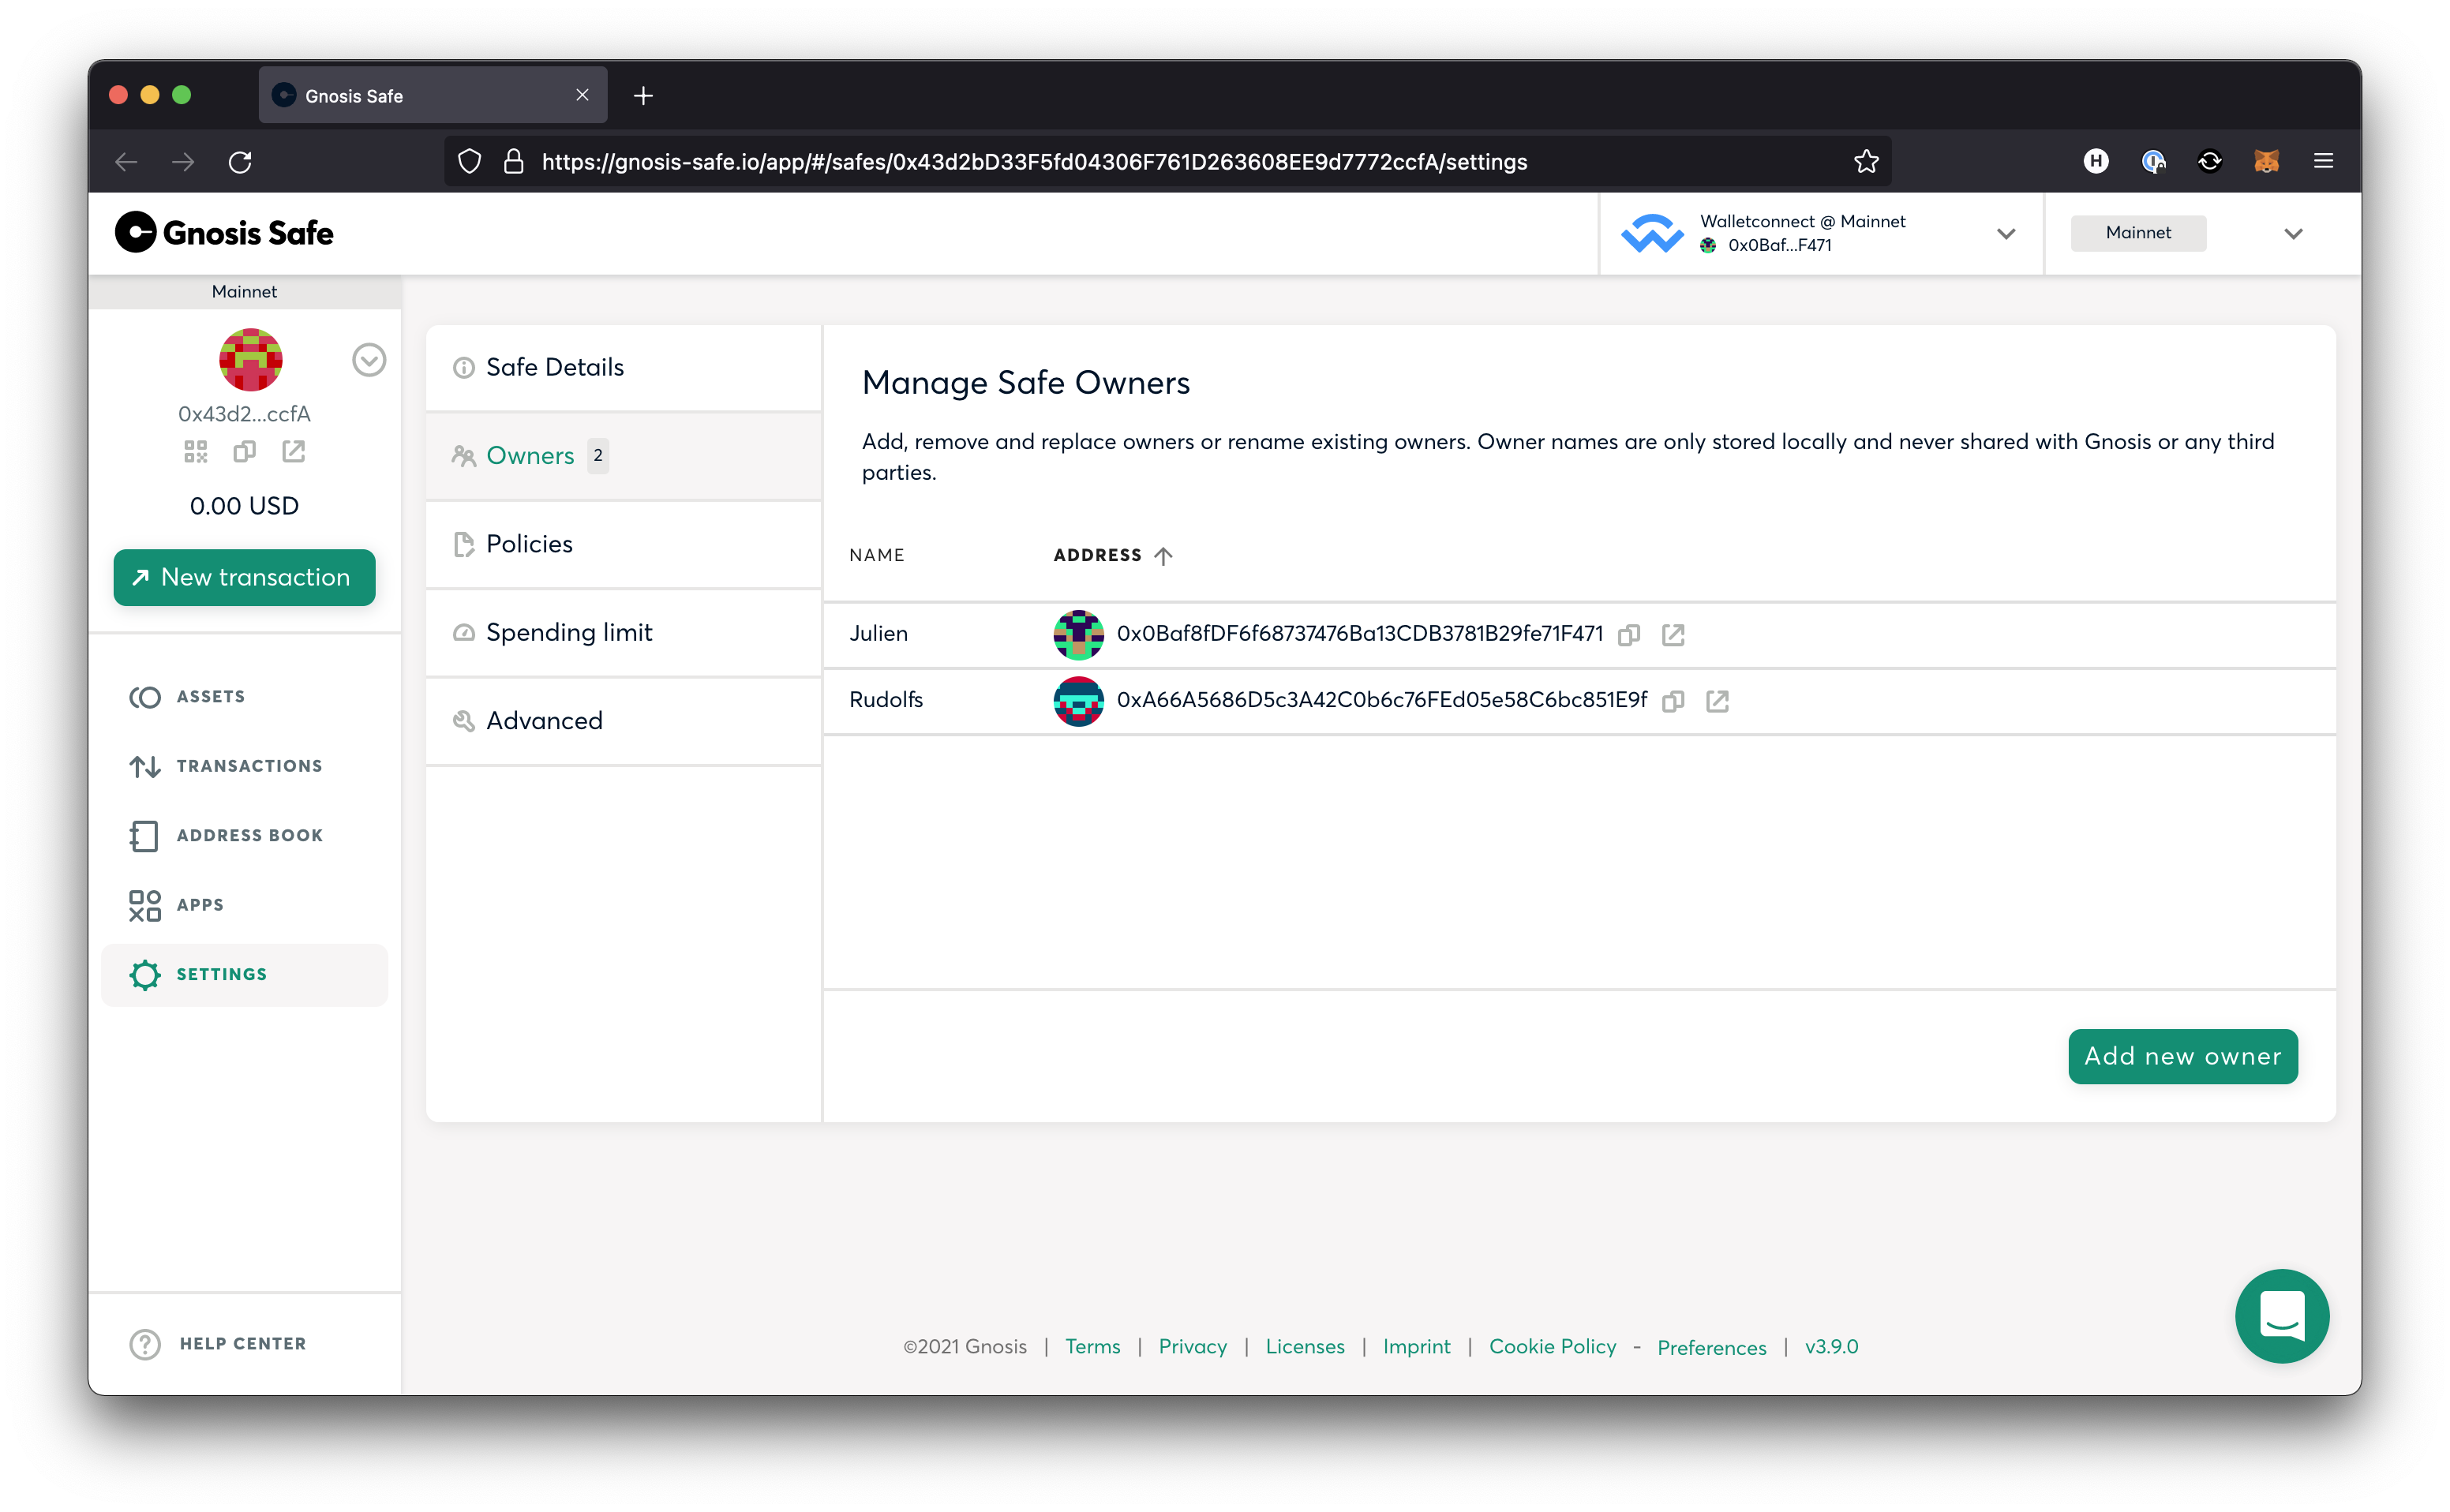 Gnosis Safe
https://gnosis-safe.io/app/#/safes/0x43d2bD33F5fd04306F761D263608EE9d7772ccfA/settings
H
Gnosis Safe
Walletconnect @ Mainnet
0x0Baf...F471
Mainnet
Mainnet
0x43d2...ccfA
0.00 USD
New transaction
ASSETS
TRANSACTIONS
ADDRESS BOOK
APPS
SETTINGS
HELP CENTER
Safe Details
Owners 2
Policies
Spending limit
Advanced
Manage Safe Owners
Add, remove and replace owners or rename existing owners. Owner names are only stored locally and never shared with Gnosis or any third
parties.
NAME ADDRESS
Julien 0x0Baf8fDF6f68737476Ba13CDB3781B29fe71F471
Rudolfs 0xA66A5686D5c3A42C0b6c76FEd05e58C6bc851E9f
Add new owner
©2021 Gnosis | Terms | Privacy | Licenses | Imprint | Cookie Policy - Preferences | v3.9.0